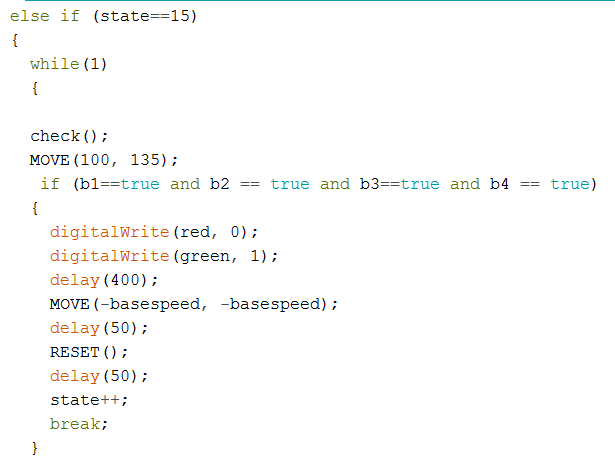 else if (state==15)
{
while(1)
{
check();
MOVE(100, 135);
if (b1==true and b2 == true and b3==true and b4 == true)
{
digitalWrite(red, 0);
digitalWrite(green, 1);
delay(400);
MOVE(-basespeed, -basespeed);
delay(50);
RESET();
delay(50);
state++;
break;
}